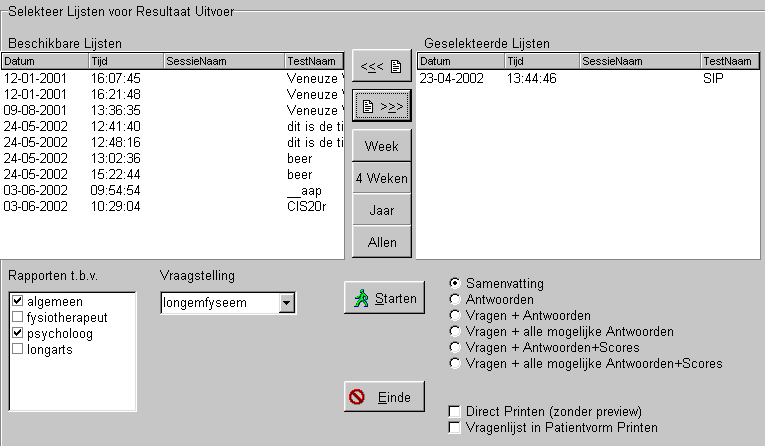 Selekteer Lijsten voor Resultaat Uitvoer
Beschikbare Lijsten
Datum Tijd SessieNaam TestNaam
12-01-2001 16:07:45 Veneuze V
12-01-2001 16:21:48 Veneuze V
09-08-2001 13:36:35 Veneuze V
24-05-2002 12:41:40 dit is de ti
24-05-2002 12:48:16 dit is de ti
24-05-2002 13:02:36 beer
24-05-2002 15:22:44 beer
03-06-2002 09:54:54 __aap
03-06-2002 10:29:04 CIS20r
<<<
>>>
Week
4 Weken
Jaar
Allen
Geselekteerde Lijsten
Datum Tijd SessieNaam TestNaam
23-04-2002 13:44:46 SIP
Rapporten t.b.v.
algemeen
fysiotherapeut
psycholoog
longarts
Vraagstelling
longemfyseem
Starten
Einde
Samenvatting
Antwoorden
Vragen + Antwoorden
Vragen + alle mogelijke Antwoorden
Vragen + Antwoorden+Scores
Vragen + alle mogelijke Antwoorden+Scores
Direct Printen (zonder preview)
Vragenlijst in Patientvorm Printen